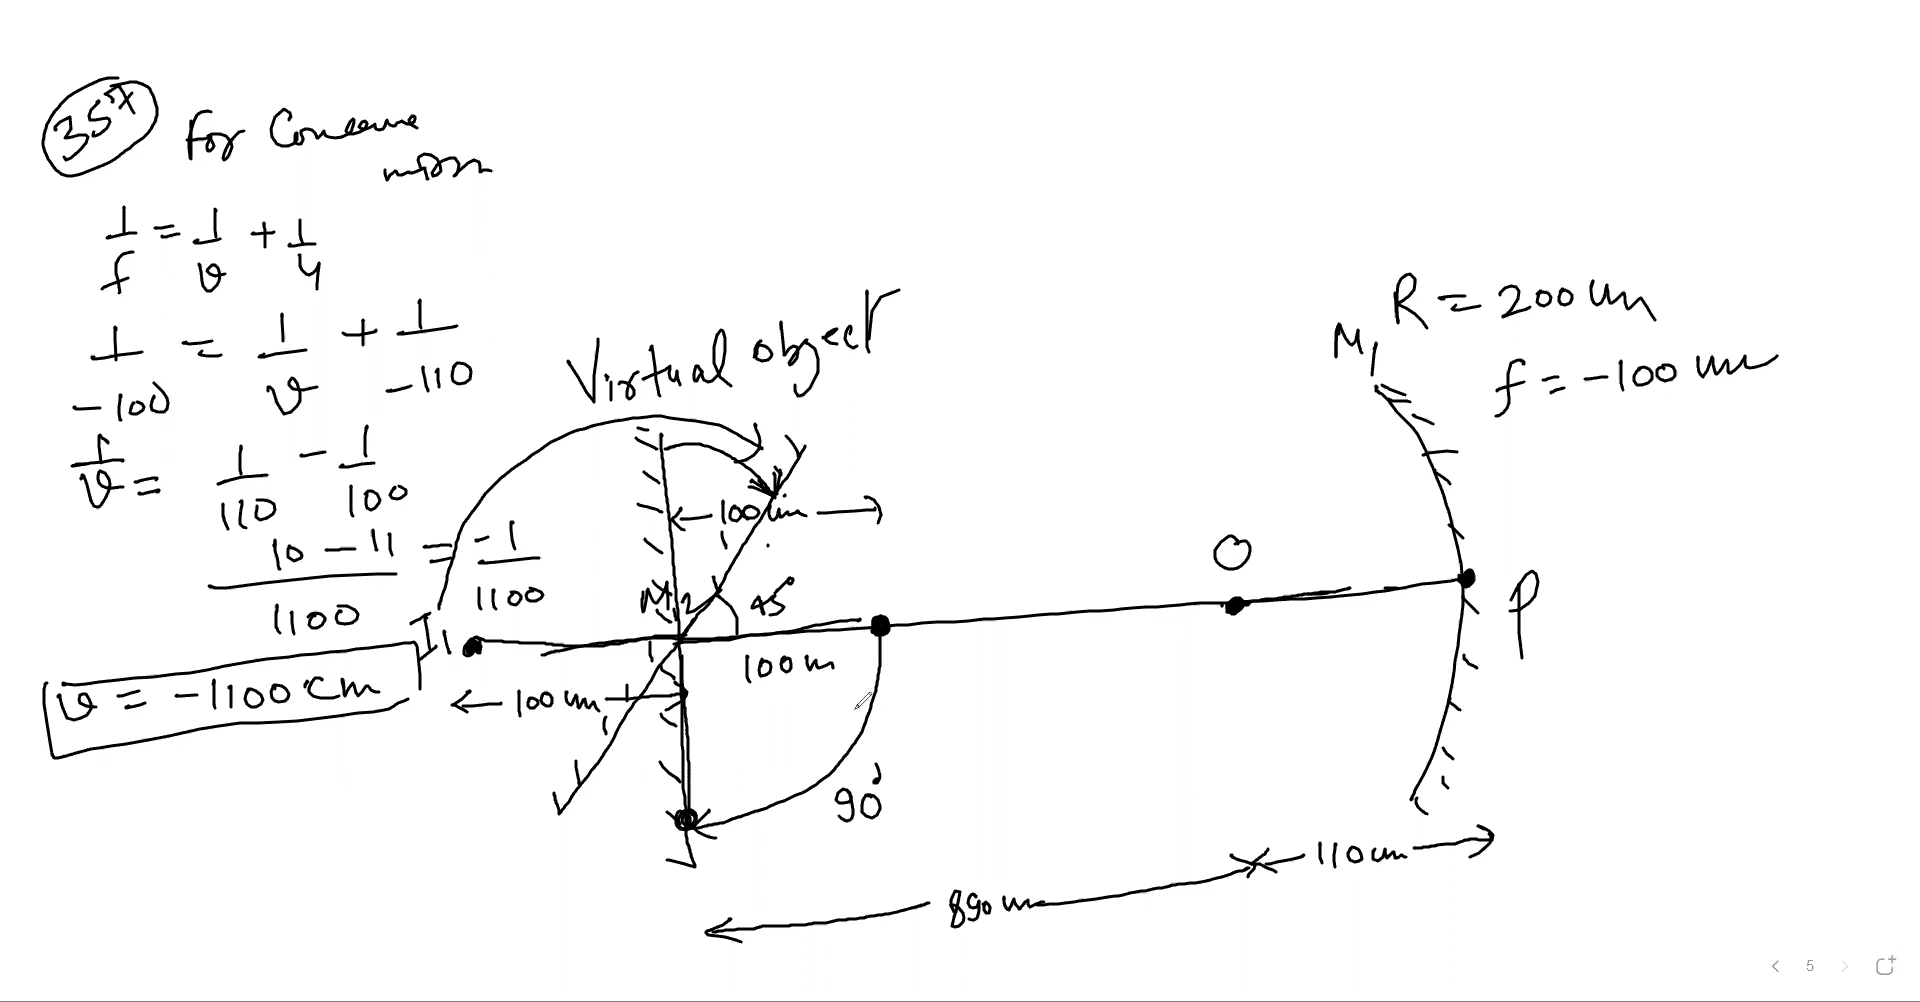 35
For Concave
mirror
1/f = 1/v + 1/u
1/-100 = 1/v + 1/-110
1/v = 1/110 - 1/100
10-11/1100 = -1/1100
v = -1100 cm
Virtual object
100 cm
M2
45°
I1
100 cm
100 cm
90°
O
P
M1
R = 200 cm
f = -100 cm
890 cm
110 cm
5